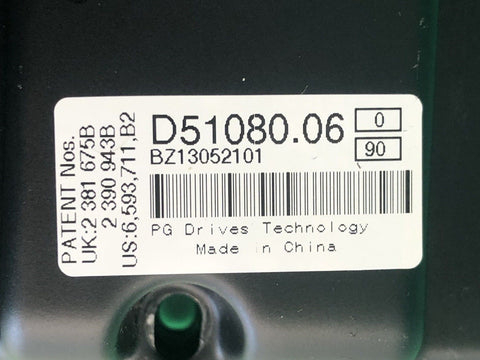 PATENT Nos.
UK:2 381 675B
2 390 943B
US:6,593,711,B2
D51080.06
0
90
BZ13052101
PG Drives Technology
Made in China